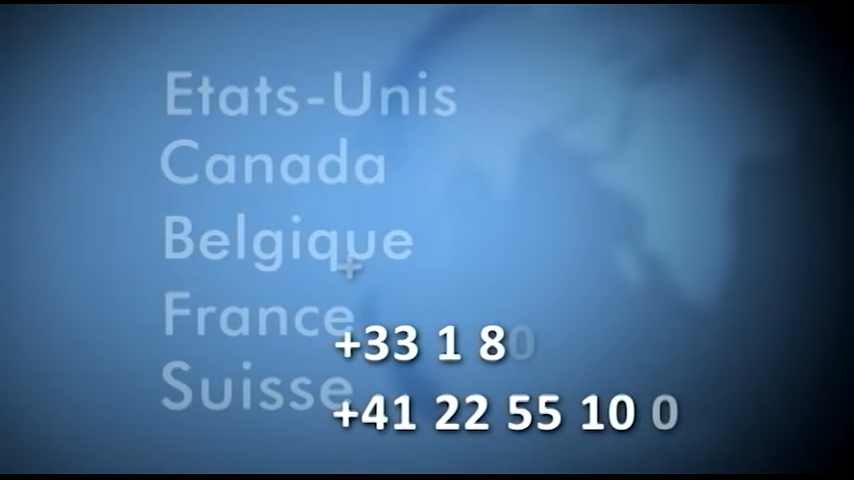 Etats-Unis
Canada
Belgique
+
France
+33 1 80
Suisse
+41 22 55 10 0